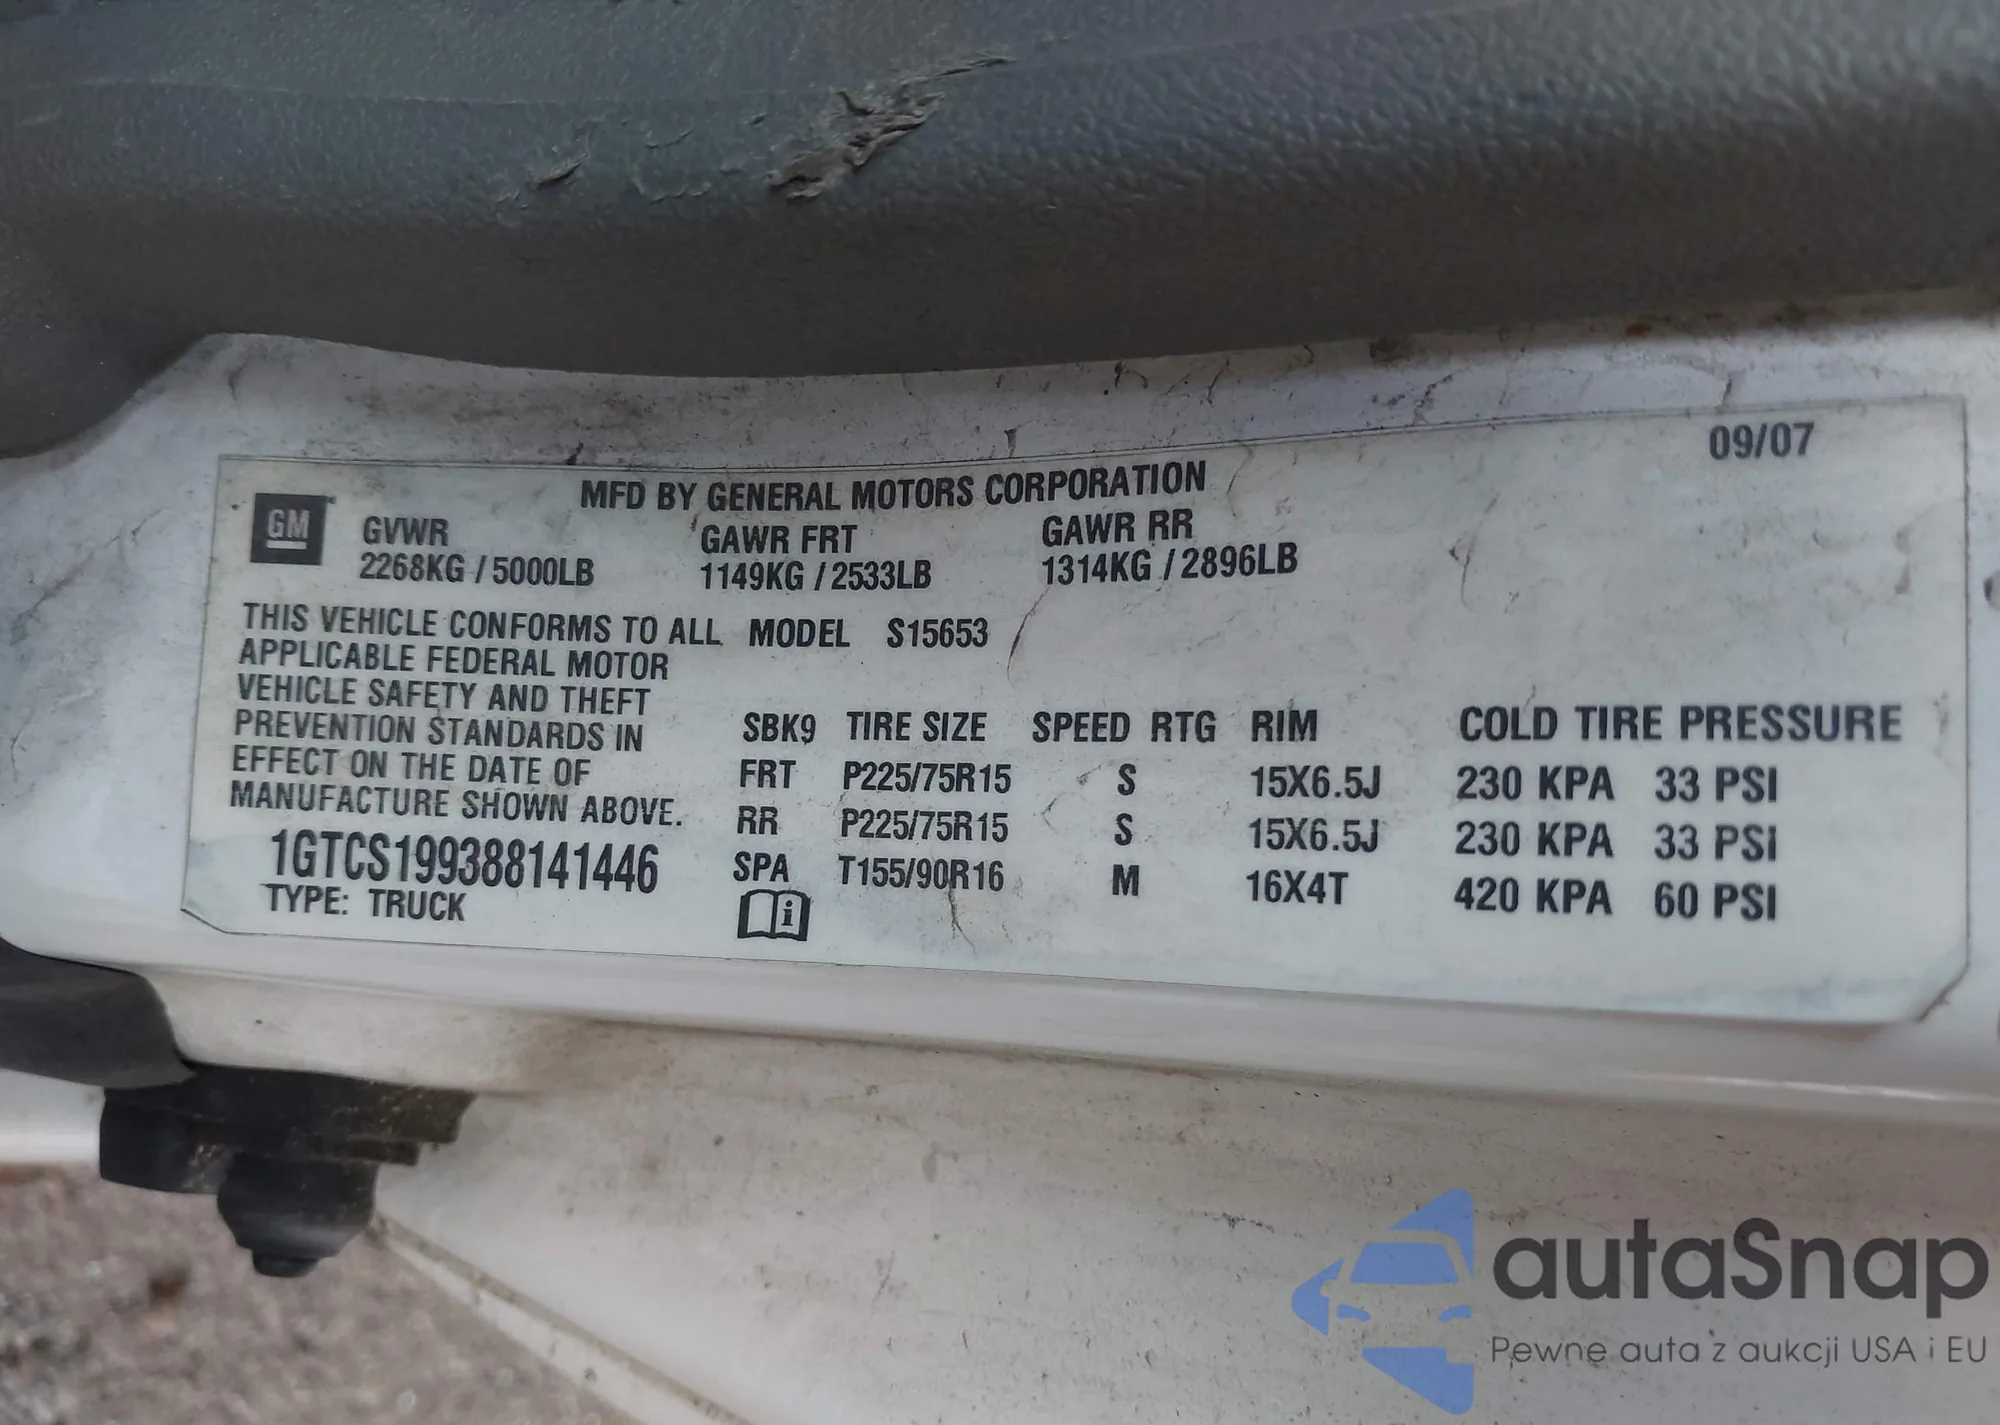 09/07
MFD BY GENERAL MOTORS CORPORATION
GM GVWR GAWR FRT GAWR RR
2268KG / 5000LB 1149KG / 2533LB 1314KG / 2896LB
THIS VEHICLE CONFORMS TO ALL MODEL S15653
APPLICABLE FEDERAL MOTOR
VEHICLE SAFETY AND THEFT
PREVENTION STANDARDS IN
EFFECT ON THE DATE OF
MANUFACTURE SHOWN ABOVE.
1GTCS199388141446
TYPE: TRUCK
SBK9 TIRE SIZE SPEED RTG RIM COLD TIRE PRESSURE
FRT P225/75R15 S 15X6.5J 230 KPA 33 PSI
RR P225/75R15 S 15X6.5J 230 KPA 33 PSI
SPA T155/90R16 M 16X4T 420 KPA 60 PSI
i
autaSnap
Pewne auta z aukcji USA i EU